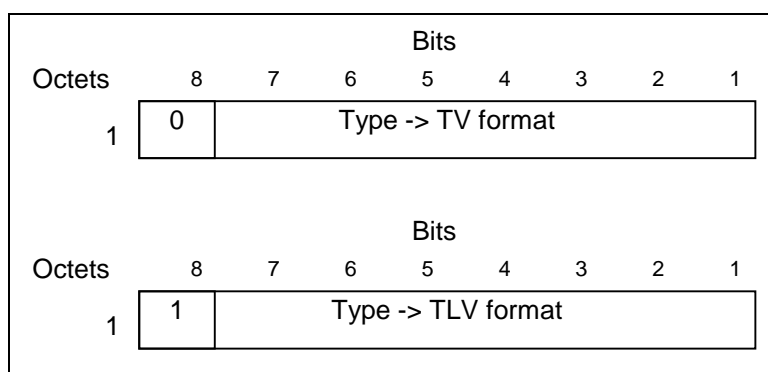 Bits
Octets 8 7 6 5 4 3 2 1
0 Type -> TV format
1
Bits
Octets 8 7 6 5 4 3 2 1
1 Type -> TLV format
1